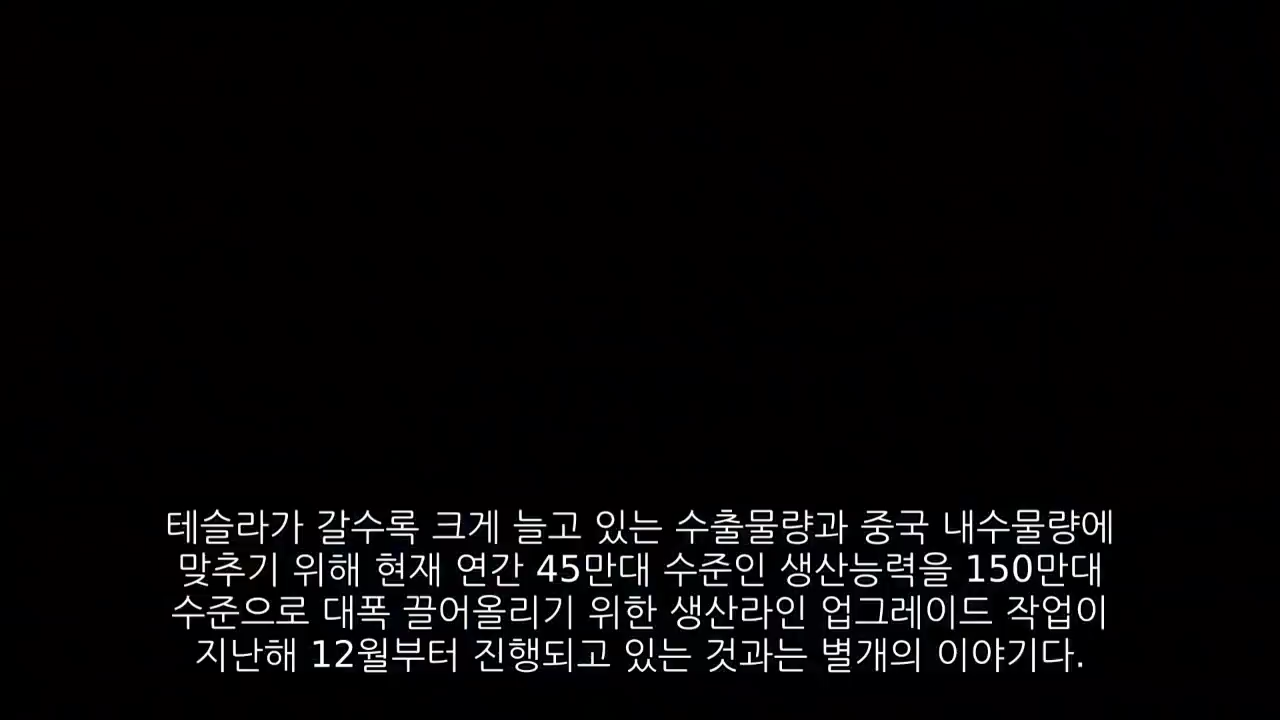 테슬라가 갈수록 크게 늘고 있는 수출물량과 중국 내수물량에
맞추기 위해 현재 연간 45만대 수준인 생산능력을 150만대
수준으로 대폭 끌어올리기 위한 생산라인 업그레이드 작업이
지난해 12월부터 진행되고 있는 것과는 별개의 이야기다.